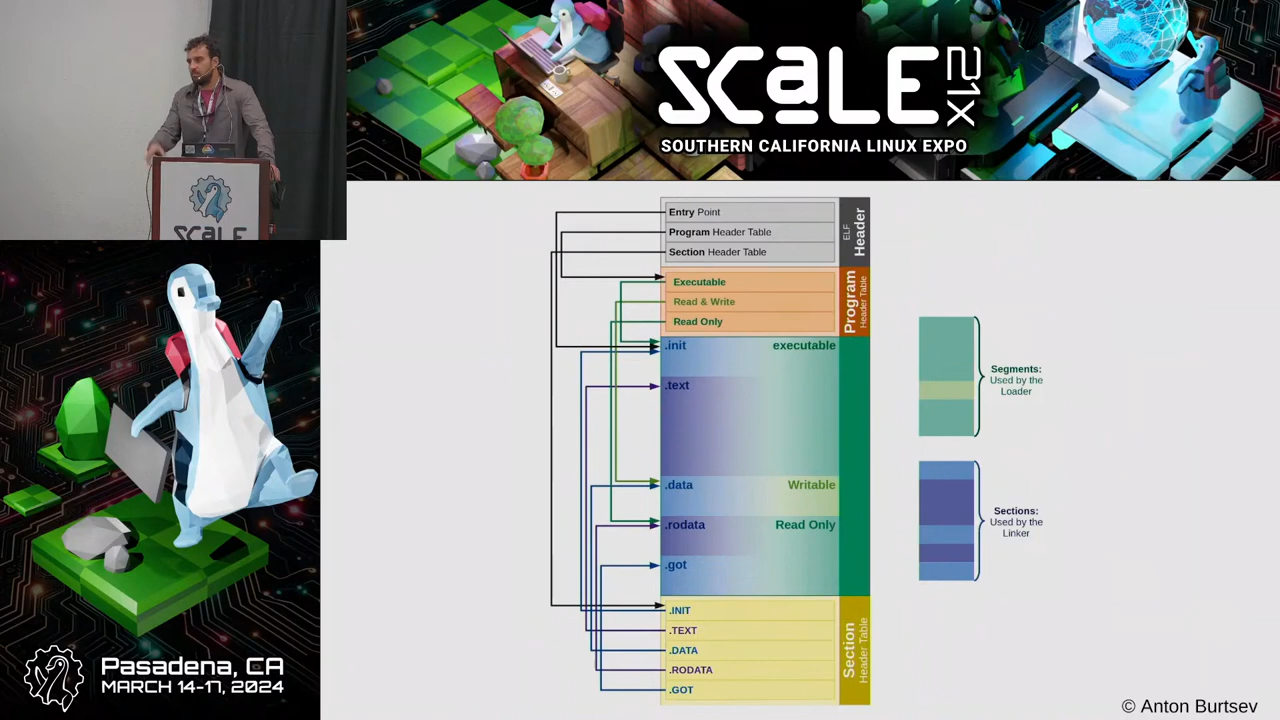 SCALE
SCALE 21X
SOUTHERN CALIFORNIA LINUX EXPO
Entry Point
Program Header Table
Section Header Table
ELF
Header
Executable
Read & Write
Read Only
Program
Header Table
.init
executable
.text
.data
Writable
.rodata
Read Only
.got
.INIT
.TEXT
.DATA
.RODATA
.GOT
Section
Header Table
Segments:
Used by the
Loader
Sections:
Used by the
Linker
Pasadena, CA
MARCH 14-17, 2024
© Anton Burtsev